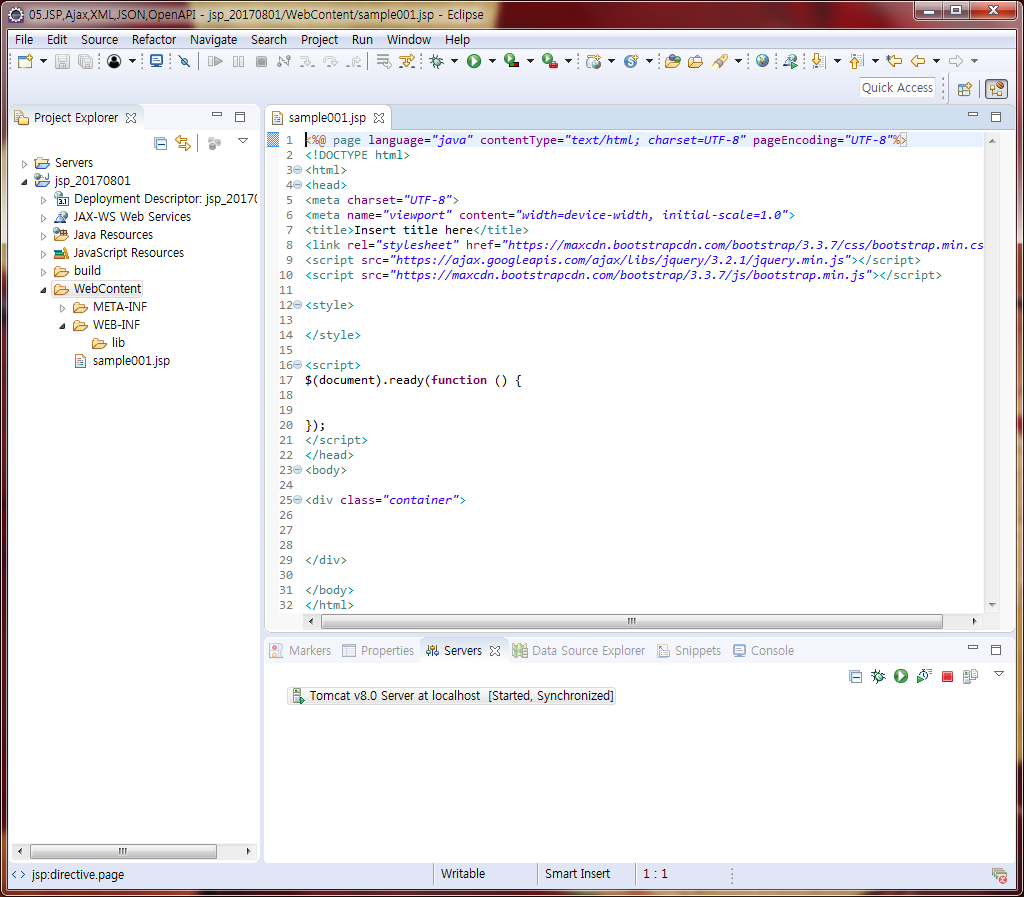 05.JSP,Ajax,XML,JSON,OpenAPI - jsp_20170801/WebContent/sample001.jsp - Eclipse
File Edit Source Refactor Navigate Search Project Run Window Help
Quick Access
Project Explorer
Servers
jsp_20170801
Deployment Descriptor: jsp_2017(
JAX-WS Web Services
Java Resources
JavaScript Resources
build
WebContent
META-INF
WEB-INF
lib
sample001.jsp
sample001.jsp
1 <%@ page language="java" contentType="text/html; charset=UTF-8" pageEncoding="UTF-8"%>
2 <!DOCTYPE html>
3 <html>
4 <head>
5 <meta charset="UTF-8">
6 <meta name="viewport" content="width=device-width, initial-scale=1.0">
7 <title>Insert title here</title>
8 <link rel="stylesheet" href="https://maxcdn.bootstrapcdn.com/bootstrap/3.3.7/css/bootstrap.min.cs
9 <script src="https://ajax.googleapis.com/ajax/libs/jquery/3.2.1/jquery.min.js"></script>
10 <script src="https://maxcdn.bootstrapcdn.com/bootstrap/3.3.7/js/bootstrap.min.js"></script>
11
12 <style>
13
14 </style>
15
16 <script>
17 $(document).ready(function () {
18
19
20 });
21 </script>
22 </head>
23 <body>
24
25 <div class="container">
26
27
28
29 </div>
30
31 </body>
32 </html>
Markers Properties Servers Data Source Explorer Snippets Console
Tomcat v8.0 Server at localhost [Started, Synchronized]
jsp:directive.page Writable Smart Insert 1 : 1